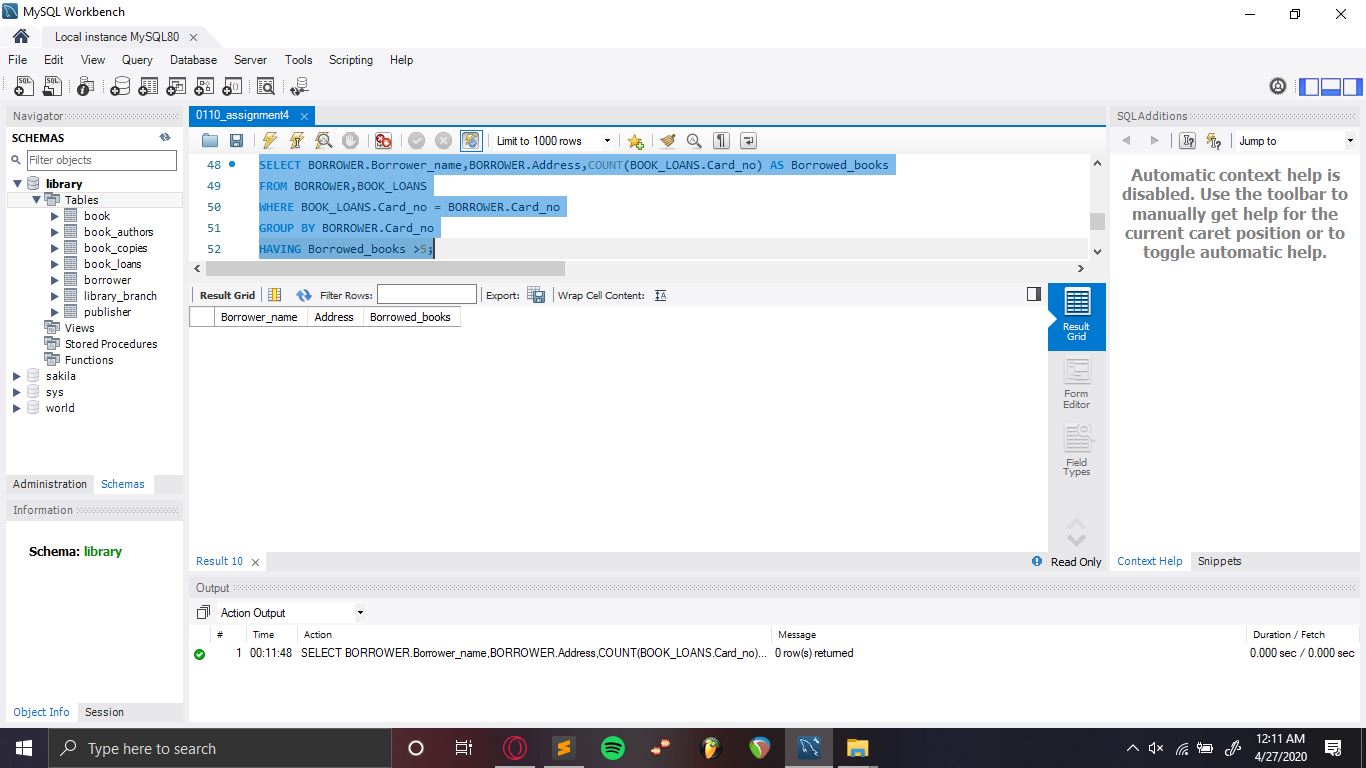 MySQL Workbench
Local instance MySQL80
File Edit View Query Database Server Tools Scripting Help
Navigator
SCHEMAS
Filter objects
library
Tables
book
book_authors
book_copies
book_loans
borrower
library_branch
publisher
Views
Stored Procedures
Functions
sakila
sys
world
Administration Schemas
Information
Schema: library
Object Info Session
0110_assignment4
Limit to 1000 rows
48 SELECT BORROWER.Borrower_name,BORROWER.Address,COUNT(BOOK_LOANS.Card_no) AS Borrowed_books
49 FROM BORROWER,BOOK_LOANS
50 WHERE BOOK_LOANS.Card_no = BORROWER.Card_no
51 GROUP BY BORROWER.Card_no
52 HAVING Borrowed_books >5;
Result Grid Filter Rows: Export: Wrap Cell Content:
Borrower_name Address Borrowed_books
Result Grid
Form Editor
Field Types
Result 10
Read Only
Output
Action Output
# Time Action Message Duration / Fetch
1 00:11:48 SELECT BORROWER.Borrower_name,BORROWER.Address,COUNT(BOOK_LOANS.Card_no)... 0 row(s) returned 0.000 sec / 0.000 sec
SQLAdditions
Jump to
Automatic context help is
disabled. Use the toolbar to
manually get help for the
current caret position or to
toggle automatic help.
Context Help Snippets
Type here to search
12:11 AM
4/27/2020